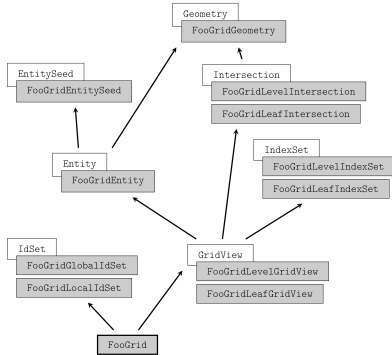 Geometry
FooGridGeometry
EntitySeed
FooGridEntitySeed
Intersection
FooGridLevelIntersection
FooGridLeafIntersection
IndexSet
FooGridLevelIndexSet
FooGridLeafIndexSet
Entity
FooGridEntity
IdSet
FooGridGlobalIdSet
FooGridLocalIdSet
GridView
FooGridLevelGridView
FooGridLeafGridView
FooGrid